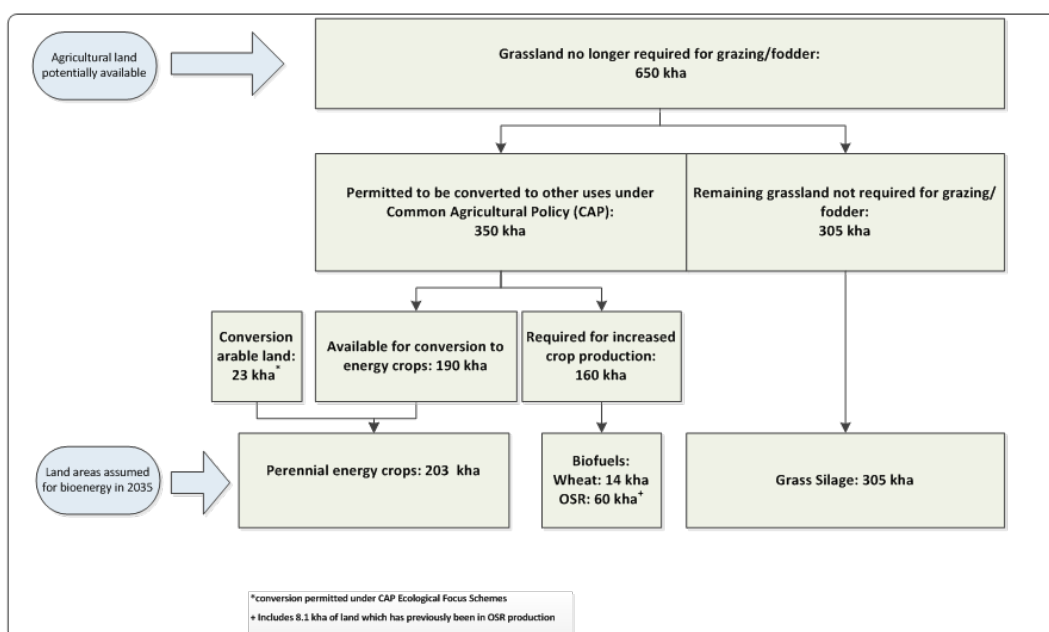 Agricultural land
potentially available
Grassland no longer required for grazing/fodder:
650 kha
Permitted to be converted to other uses under
Common Agricultural Policy (CAP):
350 kha
Remaining grassland not required for grazing/
fodder:
305 kha
Conversion
arable land:
23 kha*
Available for conversion to
energy crops: 190 kha
Required for increased
crop production:
160 kha
Land areas assumed
for bioenergy in 2035
Perennial energy crops: 203 kha
Biofuels:
Wheat: 14 kha
OSR: 60 kha+
Grass Silage: 305 kha
*conversion permitted under CAP Ecological Focus Schemes
+ Includes 8.1 kha of land which has previously been in OSR production